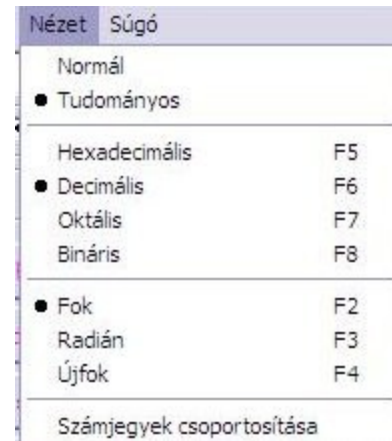 Nézet Súgó
Normál
Tudományos
Hexadecimális F5
Decimális F6
Oktális F7
Bináris F8
Fok F2
Radián F3
Újfok F4
Számjegyek csoportosítása